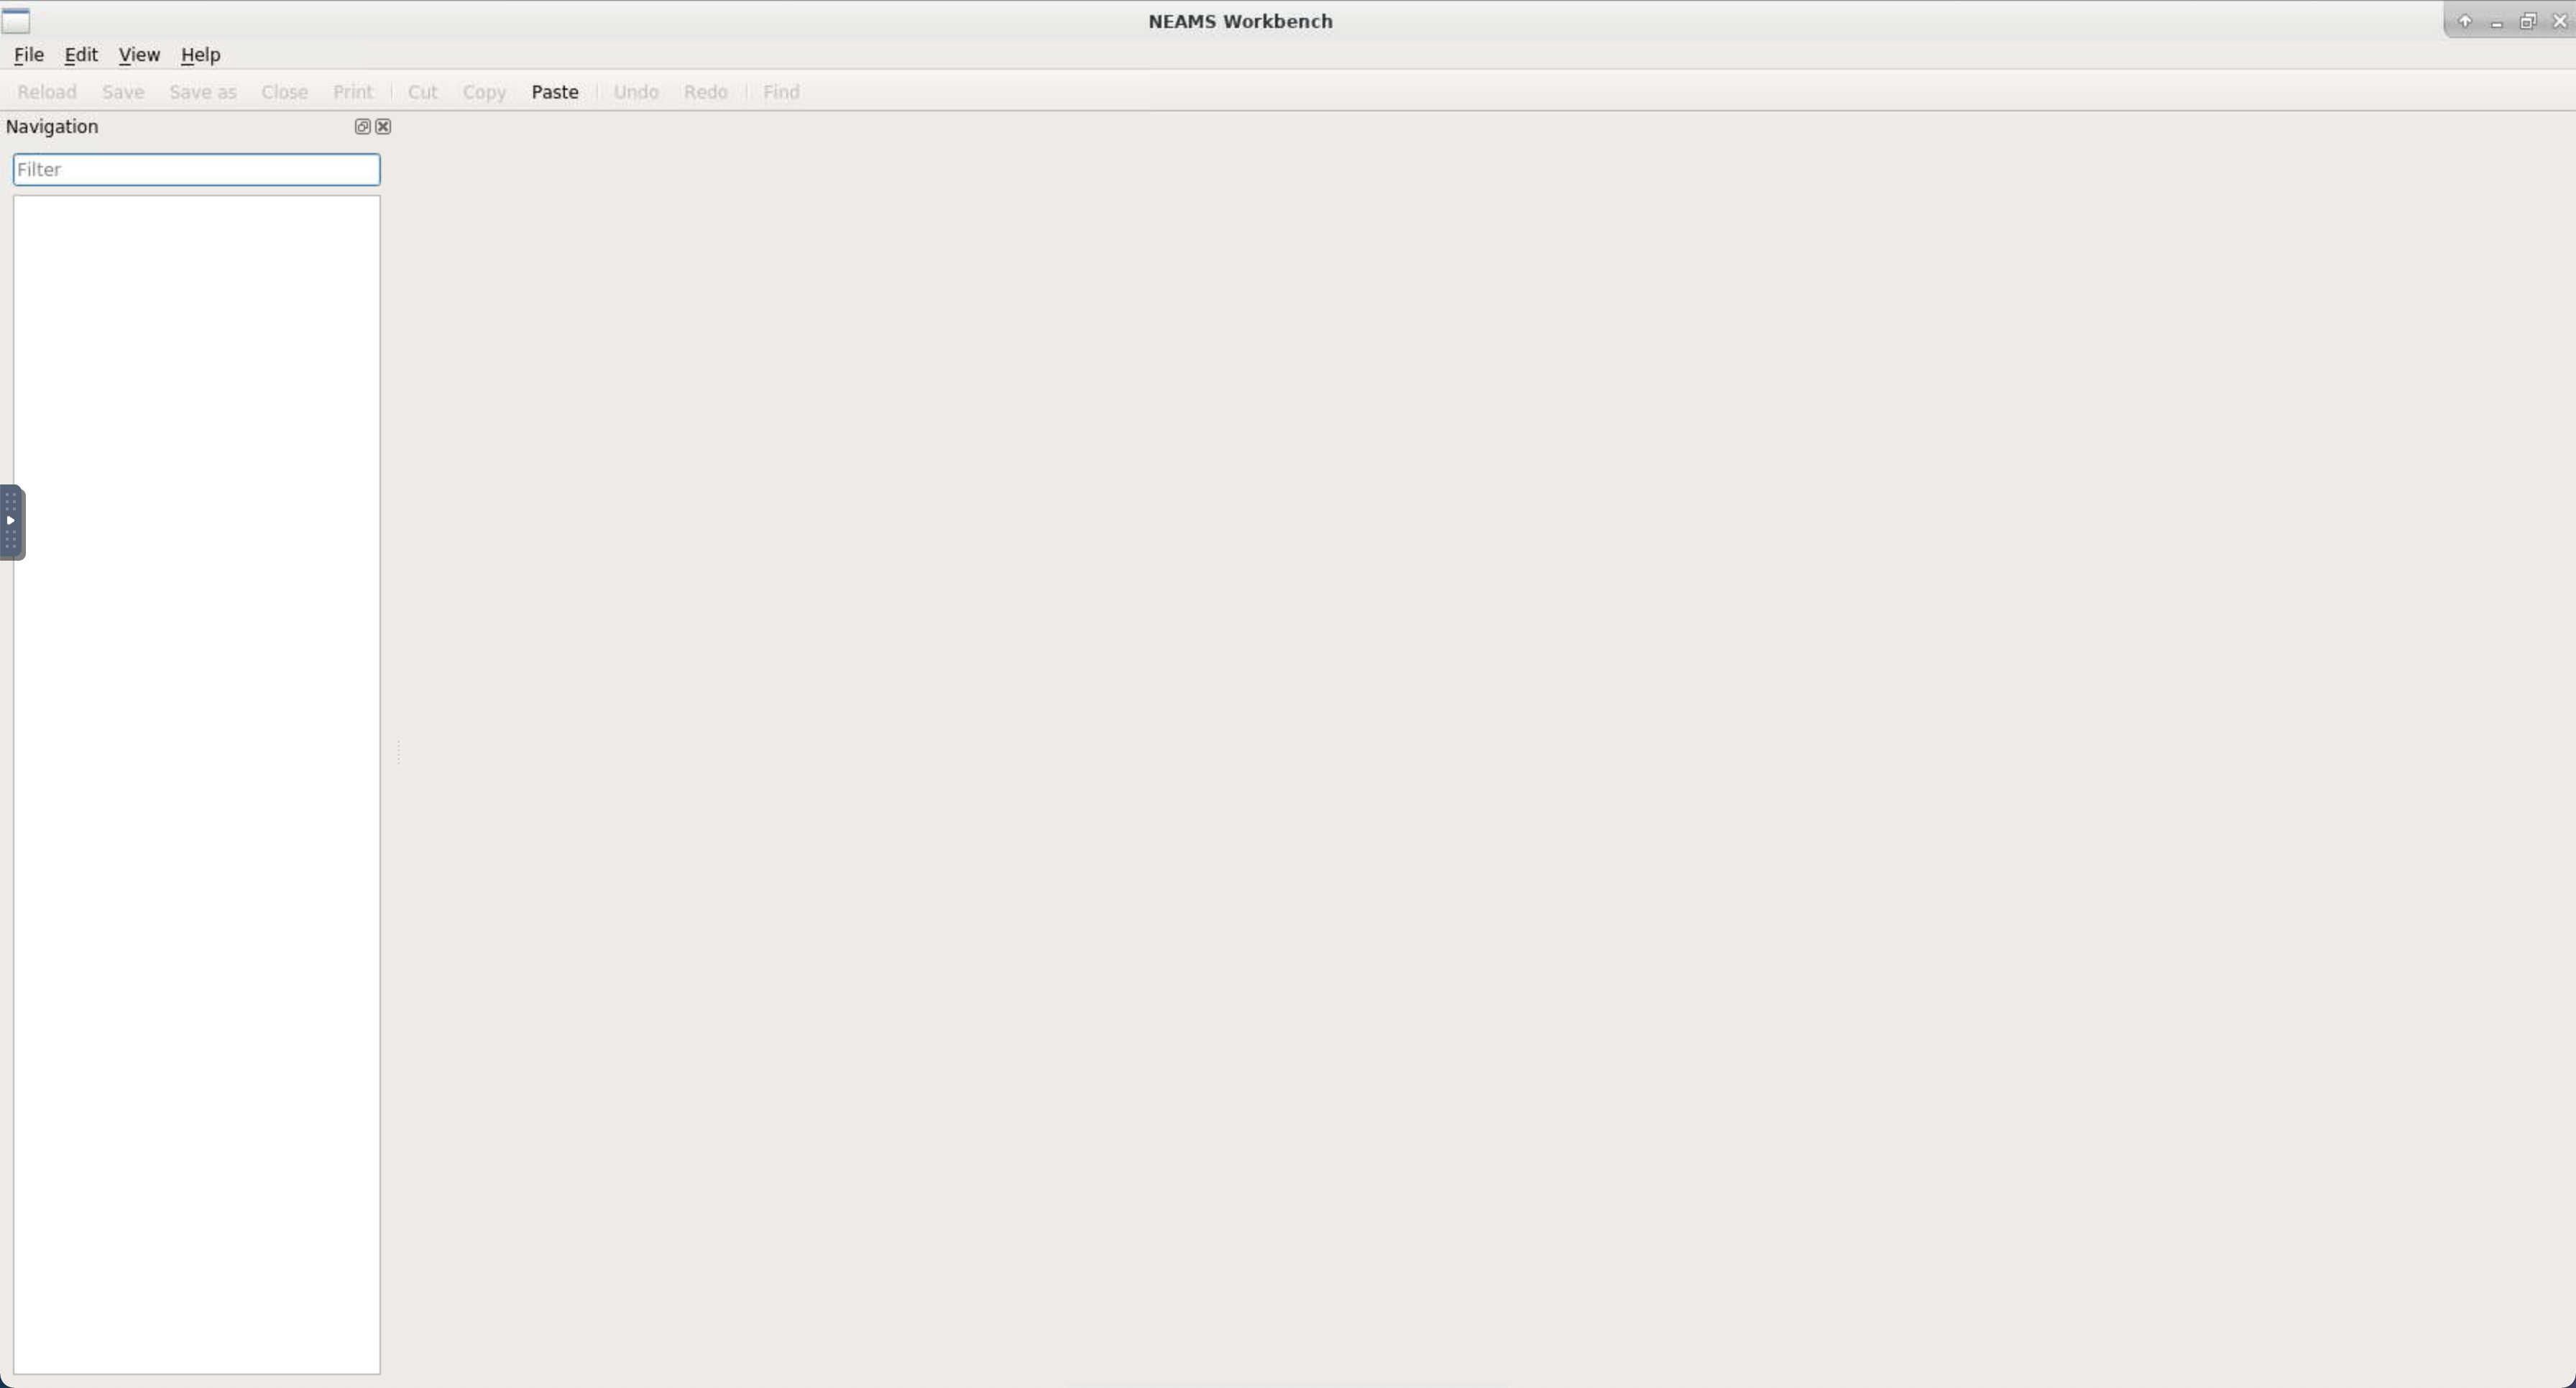 NEAMS Workbench
File Edit View Help
Reload Save Save as Close Print Cut Copy Paste Undo Redo Find
Navigation
Filter